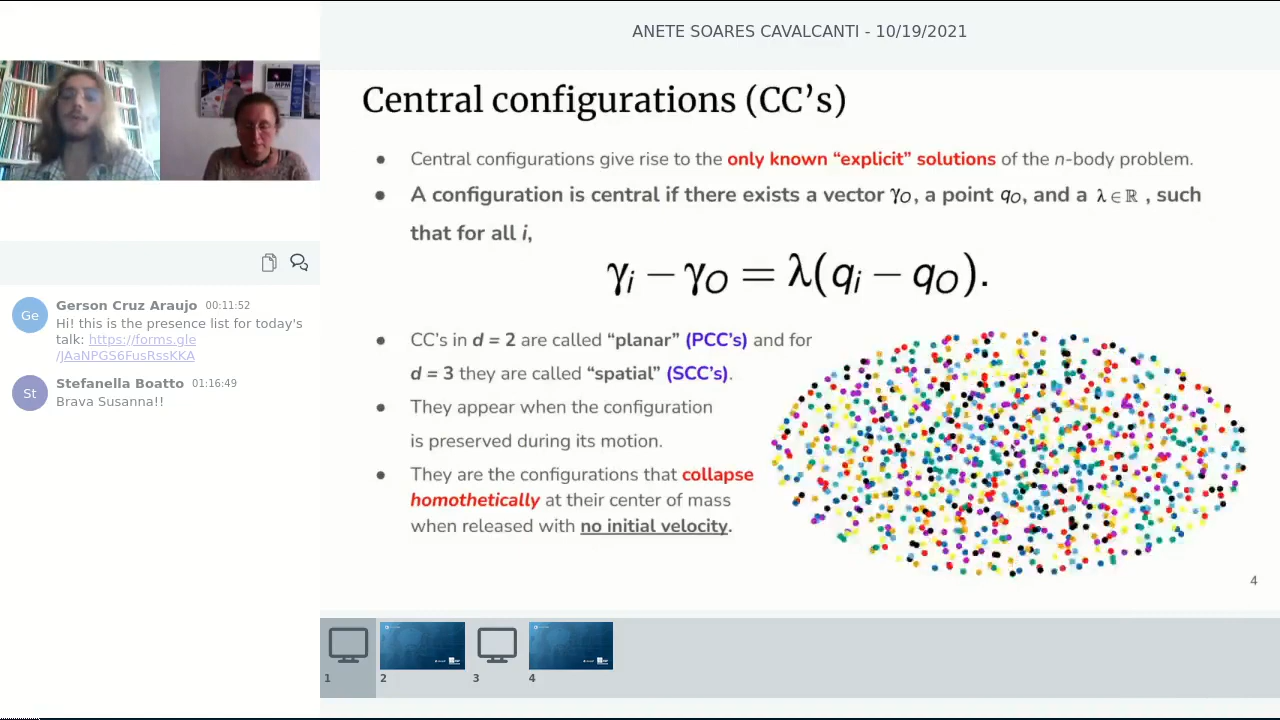 ANETE SOARES CAVALCANTI - 10/19/2021
Central configurations (CC's)
● Central configurations give rise to the only known “explicit” solutions of the n-body problem.
● A configuration is central if there exists a vector γO, a point qO, and a λ ∈ ℝ , such
that for all i,
γi − γO = λ(qi − qO).
● CC's in d = 2 are called “planar” (PCC's) and for
d = 3 they are called “spatial” (SCC's).
● They appear when the configuration
is preserved during its motion.
● They are the configurations that collapse
homothetically at their center of mass
when released with no initial velocity.
4
Ge
Gerson Cruz Araujo 00:11:52
Hi! this is the presence list for today's
talk: https://forms.gle
/JAaNPGS6FusRssKKA
St
Stefanella Boatto 01:16:49
Brava Susanna!!
1
2
3
4